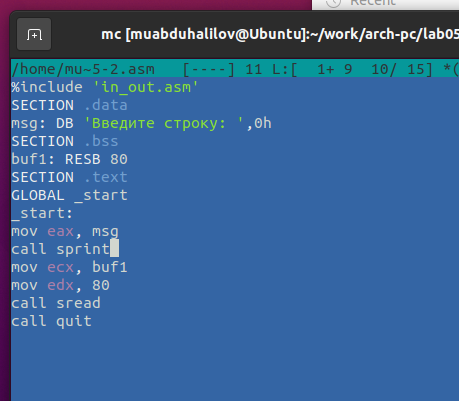 Recent
mc [muabduhalilov@Ubuntu]:~/work/arch-pc/lab05
/home/mu~5-2.asm [----] 11 L:[ 1+ 9 10/ 15] *(
%include 'in_out.asm'
SECTION .data
msg: DB 'Введите строку: ',0h
SECTION .bss
buf1: RESB 80
SECTION .text
GLOBAL _start
_start:
mov eax, msg
call sprint
mov ecx, buf1
mov edx, 80
call sread
call quit